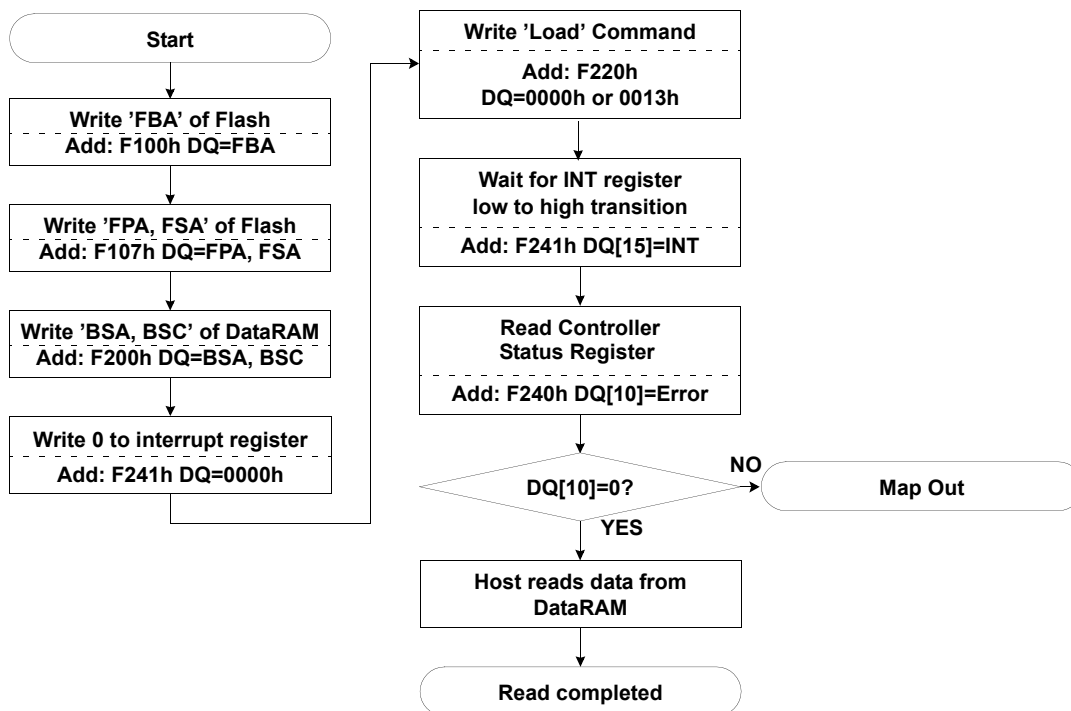 Start
Write ’FBA’ of Flash
Add: F100h DQ=FBA
Write ’FPA, FSA’ of Flash
Add: F107h DQ=FPA, FSA
Write ’BSA, BSC’ of DataRAM
Add: F200h DQ=BSA, BSC
Write 0 to interrupt register
Add: F241h DQ=0000h
Write ’Load’ Command
Add: F220h
DQ=0000h or 0013h
Wait for INT register
low to high transition
Add: F241h DQ[15]=INT
Read Controller
Status Register
Add: F240h DQ[10]=Error
DQ[10]=0?
NO
Map Out
YES
Host reads data from
DataRAM
Read completed